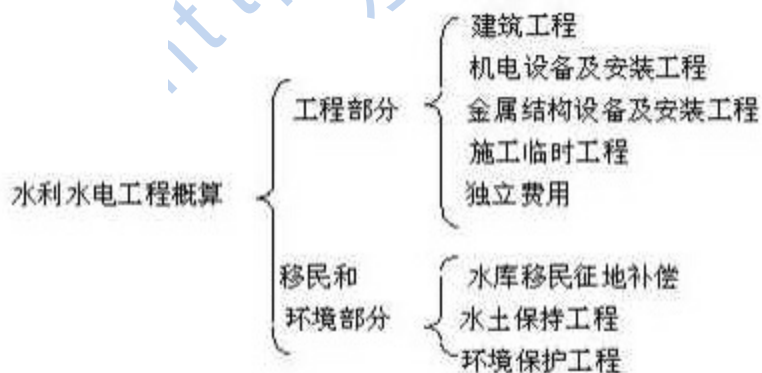 建筑工程
机电设备及安装工程
工程部分
金属结构设备及安装工程
施工临时工程
水利水电工程概算
独立费用
移民和
环境部分
水库移民征地补偿
水土保持工程
环境保护工程